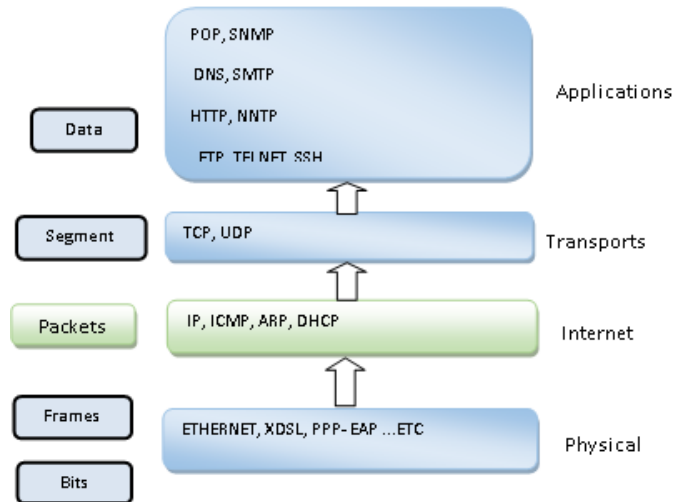 POP, SNMP
DNS, SMTP
Applications
HTTP, NNTP
Data
FTP, TELNET, SSH
Segment
TCP, UDP
Transports
Packets
IP, ICMP, ARP, DHCP
Internet
Frames
ETHERNET, XDSL, PPP-EAP ...ETC
Physical
Bits